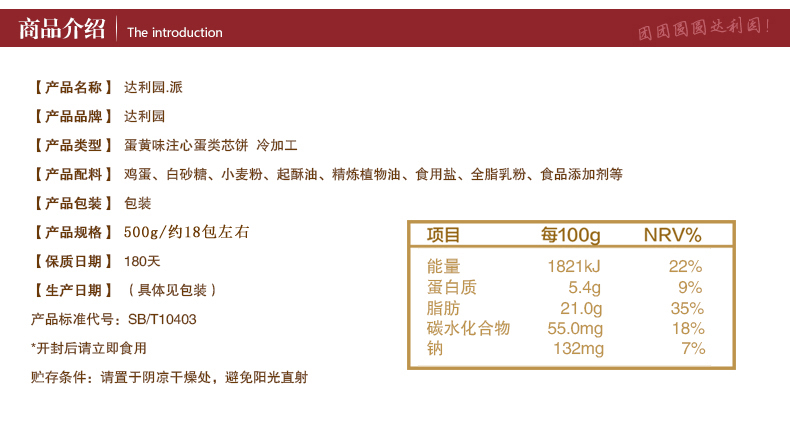 商品介绍 The introduction 团团圆圆达利园!
【产品名称】 达利园.派
【产品品牌】 达利园
【产品类型】 蛋黄味注心蛋类芯饼 冷加工
【产品配料】 鸡蛋、白砂糖、小麦粉、起酥油、精炼植物油、食用盐、全脂乳粉、食品添加剂等
【产品包装】 包装
【产品规格】 500g/约18包左右
【保质日期】 180天
【生产日期】 (具体见包装)
产品标准代号:SB/T10403
*开封后请立即食用
贮存条件:请置于阴凉干燥处,避免阳光直射
项目 每100g NRV%
能量 1821kJ 22%
蛋白质 5.4g 9%
脂肪 21.0g 35%
碳水化合物 55.0mg 18%
钠 132mg 7%